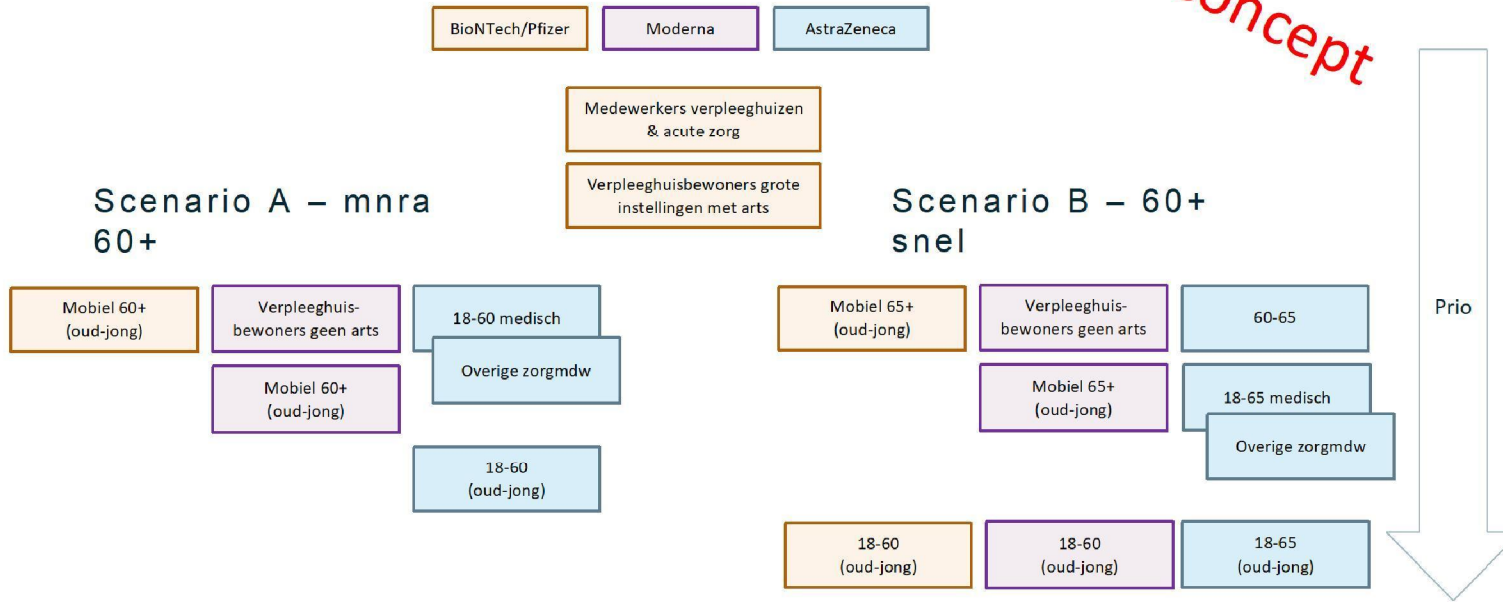 Concept
BioNTech/Pfizer
Moderna
AstraZeneca
Medewerkers verpleeghuizen
& acute zorg
Verpleeghuisbewoners grote
instellingen met arts
Scenario A – mnra
60+
Mobiel 60+
(oud-jong)
Verpleeghuis-
bewoners geen arts
18-60 medisch
Overige zorgmdw
Mobiel 60+
(oud-jong)
18-60
(oud-jong)
Scenario B – 60+
snel
Mobiel 65+
(oud-jong)
Verpleeghuis-
bewoners geen arts
60-65
Mobiel 65+
(oud-jong)
18-65 medisch
Overige zorgmdw
18-60
(oud-jong)
18-60
(oud-jong)
18-65
(oud-jong)
Prio